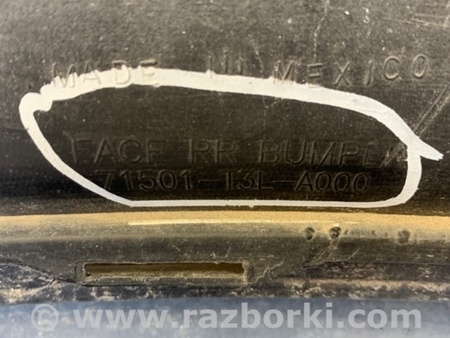 MADE IN MEXICO
FACE RR BUMPER
71501-T3L-A000
© www.razborki.com/